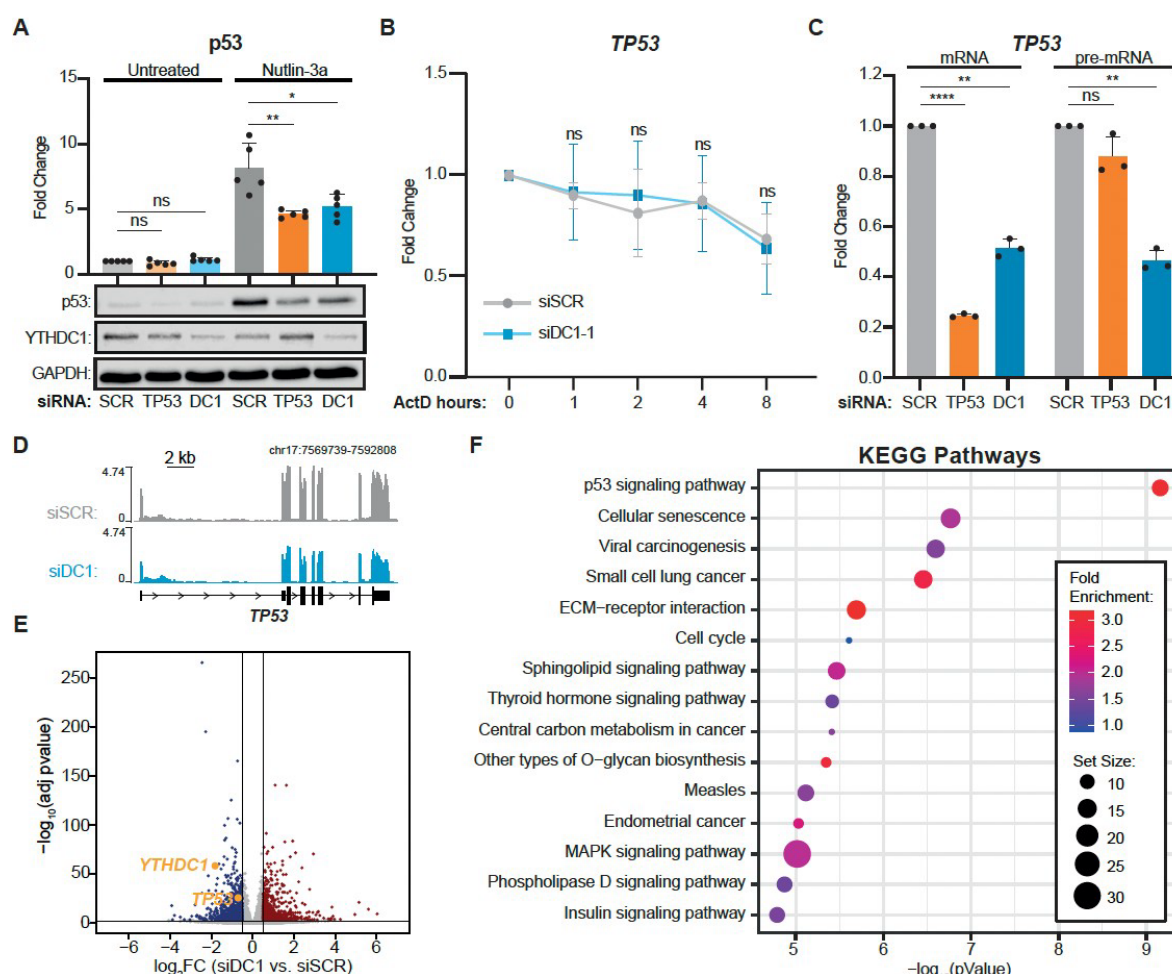 A
p53
Untreated
Nutlin-3a
15
10
5
0
Fold Change
ns
ns
**
*
p53:
YTHDC1:
GAPDH:
siRNA:
SCR TP53 DC1 SCR TP53 DC1
B
TP53
1.5
1.0
0.5
0.0
Fold Cahnge
ns
ns
ns
ns
siSCR
siDC1-1
ActD hours:
0 1 2 4 8
C
TP53
mRNA
pre-mRNA
1.2
1.0
0.8
0.6
0.4
0.2
0
Fold Change
**
****
**
ns
siRNA:
SCR TP53 DC1 SCR TP53 DC1
D
2 kb
chr17:7569739-7592808
4.74
0
siSCR:
4.74
0
siDC1:
TP53
E
250
200
150
100
50
0
−log10(adj pvalue)
YTHDC1
TP53
−6 −4 −2 0 2 4 6
log2FC (siDC1 vs. siSCR)
F
KEGG Pathways
p53 signaling pathway
Cellular senescence
Viral carcinogenesis
Small cell lung cancer
ECM−receptor interaction
Cell cycle
Sphingolipid signaling pathway
Thyroid hormone signaling pathway
Central carbon metabolism in cancer
Other types of O−glycan biosynthesis
Measles
Endometrial cancer
MAPK signaling pathway
Phospholipase D signaling pathway
Insulin signaling pathway
5 6 7 8 9
(pValue)
Fold
Enrichment:
3.0
2.5
2.0
1.5
1.0
Set Size:
10
15
20
25
30